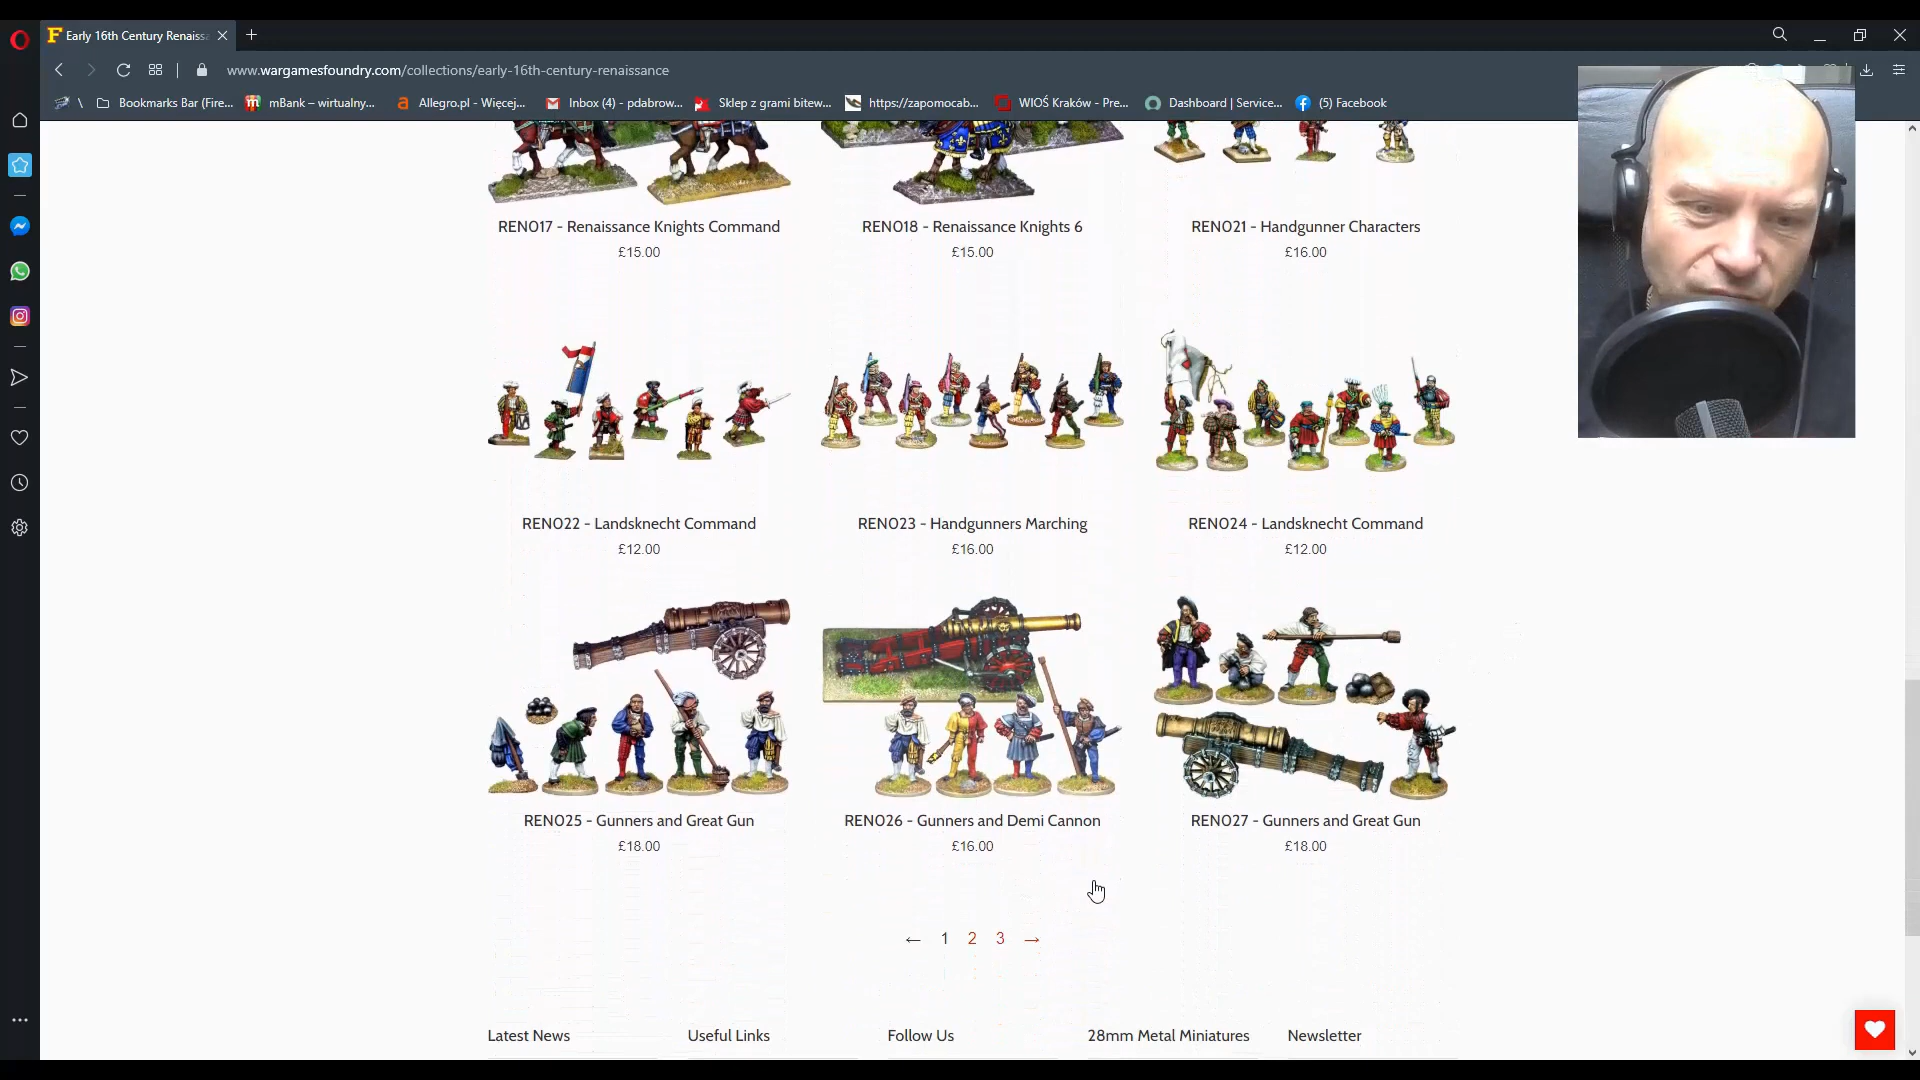 Early 16th Century Renaiss
www.wargamesfoundry.com/collections/early-16th-century-renaissance
\ Bookmarks Bar (Fire... mBank – wirtualny... Allegro.pl - Więcej... Inbox (4) - pdabrow... Sklep z grami bitew... https://zapomocab... WIOŚ Kraków - Pre... Dashboard | Service... (5) Facebook
RENO17 - Renaissance Knights Command
£15.00
RENO18 - Renaissance Knights 6
£15.00
RENO21 - Handgunner Characters
£16.00
RENO22 - Landsknecht Command
£12.00
RENO23 - Handgunners Marching
£16.00
RENO24 - Landsknecht Command
£12.00
RENO25 - Gunners and Great Gun
£18.00
RENO26 - Gunners and Demi Cannon
£16.00
RENO27 - Gunners and Great Gun
£18.00
← 1 2 3 →
Latest News
Useful Links
Follow Us
28mm Metal Miniatures
Newsletter